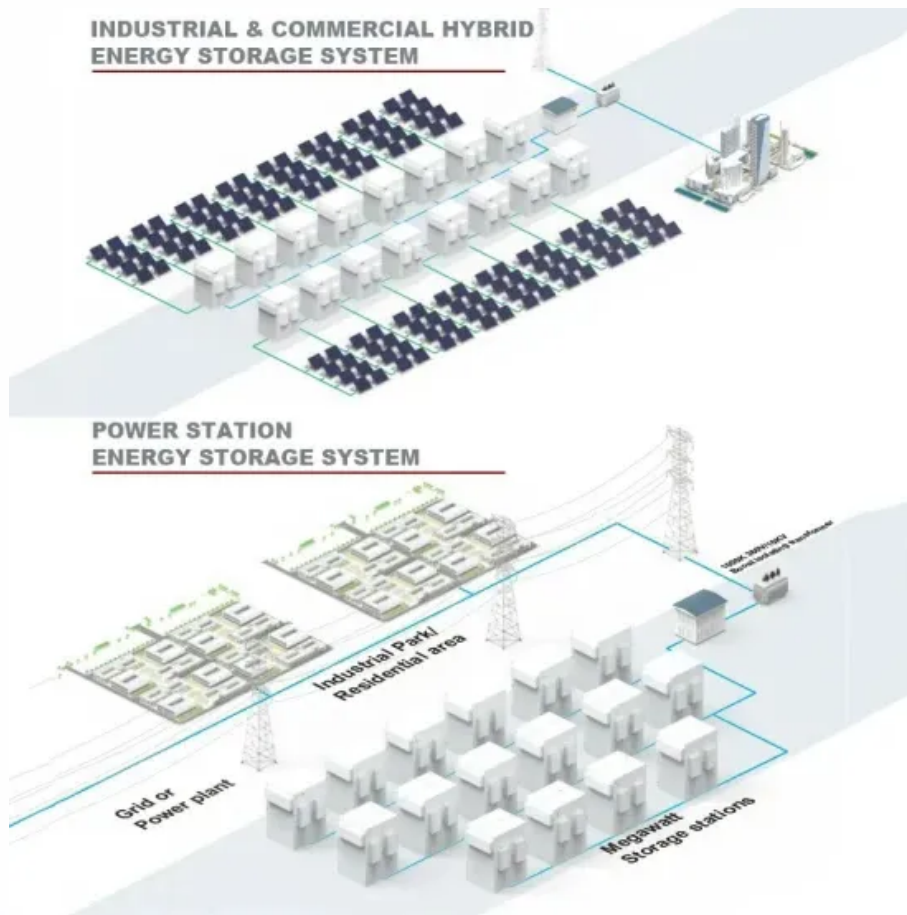 INDUSTRIAL & COMMERCIAL HYBRID
ENERGY STORAGE SYSTEM
POWER STATION
ENERGY STORAGE SYSTEM
Industrial Park/
Residential area
Grid or
Power plant
Megawatt
Storage stations